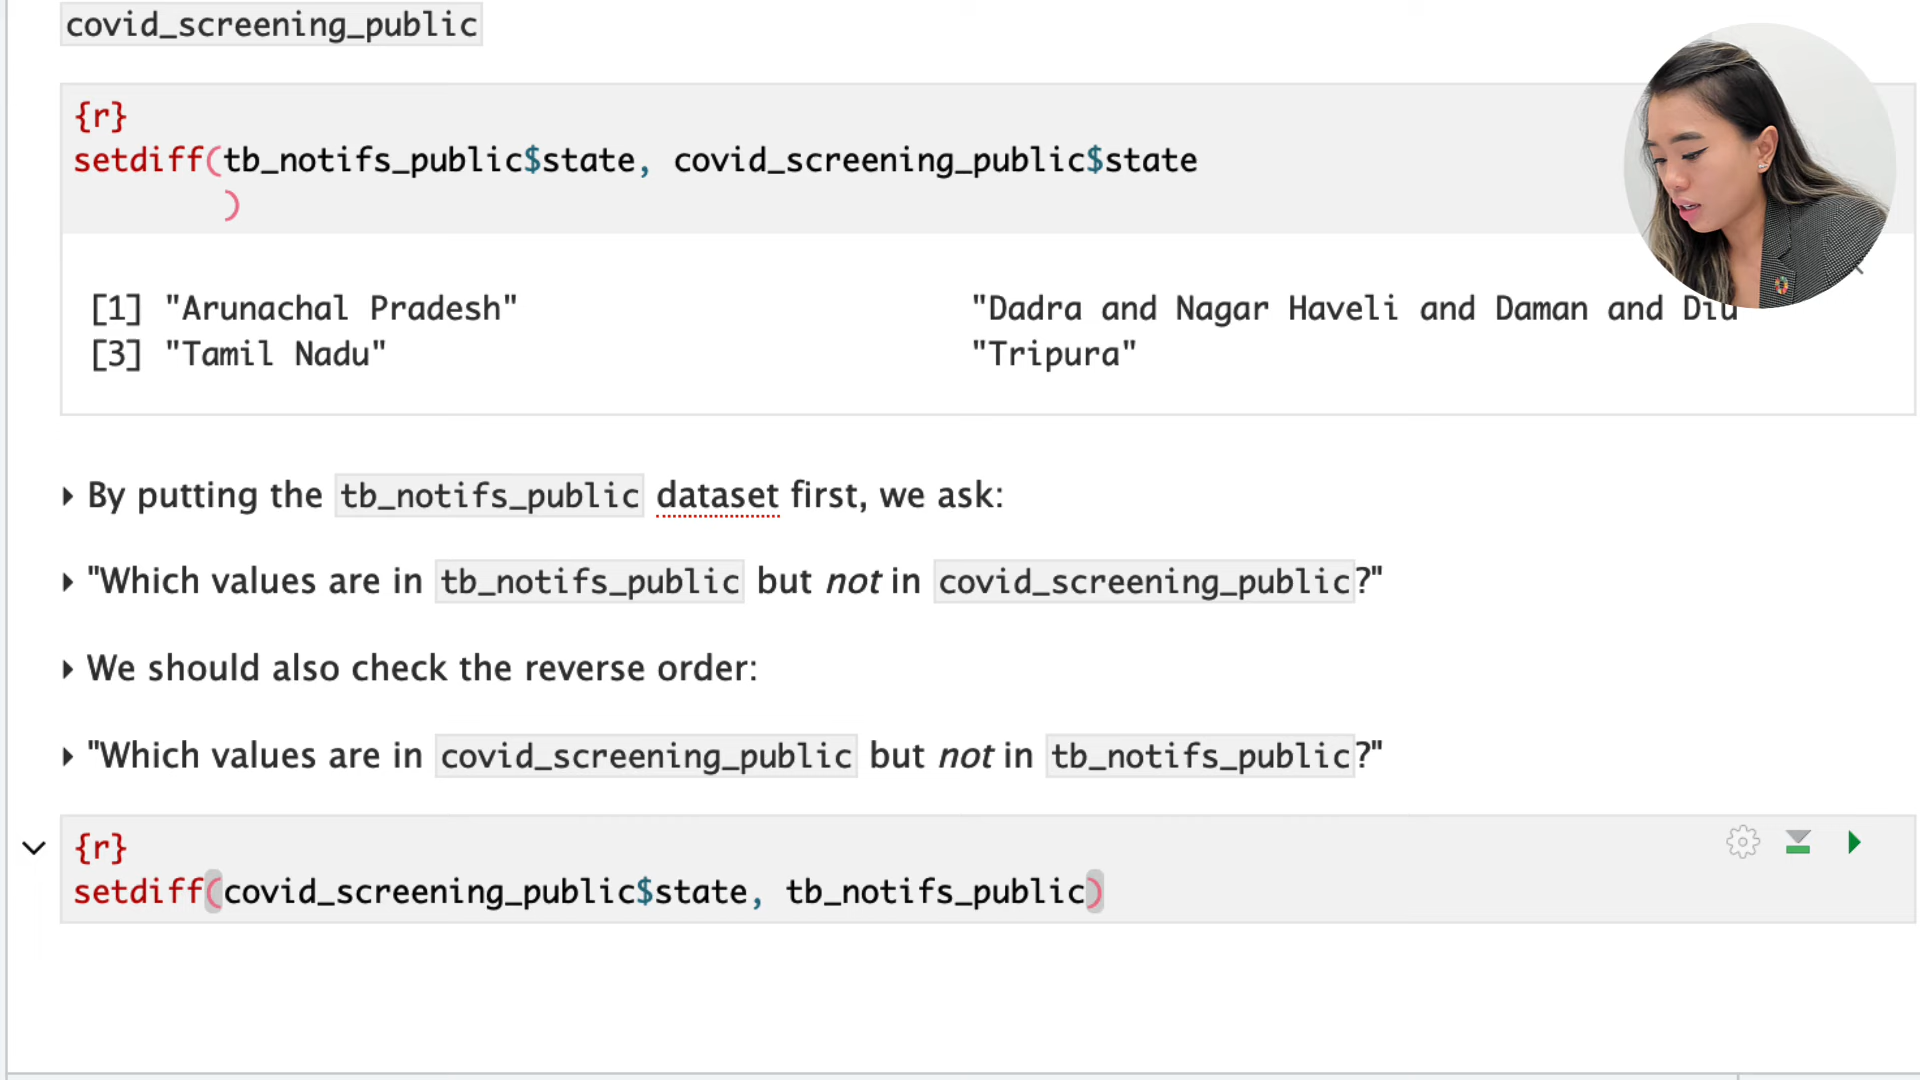 covid_screening_public
{r}
setdiff(tb_notifs_public$state, covid_screening_public$state
)
[1] "Arunachal Pradesh" "Dadra and Nagar Haveli and Daman and Diu
[3] "Tamil Nadu" "Tripura"
By putting the tb_notifs_public dataset first, we ask:
"Which values are in tb_notifs_public but not in covid_screening_public?"
We should also check the reverse order:
"Which values are in covid_screening_public but not in tb_notifs_public?"
{r}
setdiff(covid_screening_public$state, tb_notifs_public)